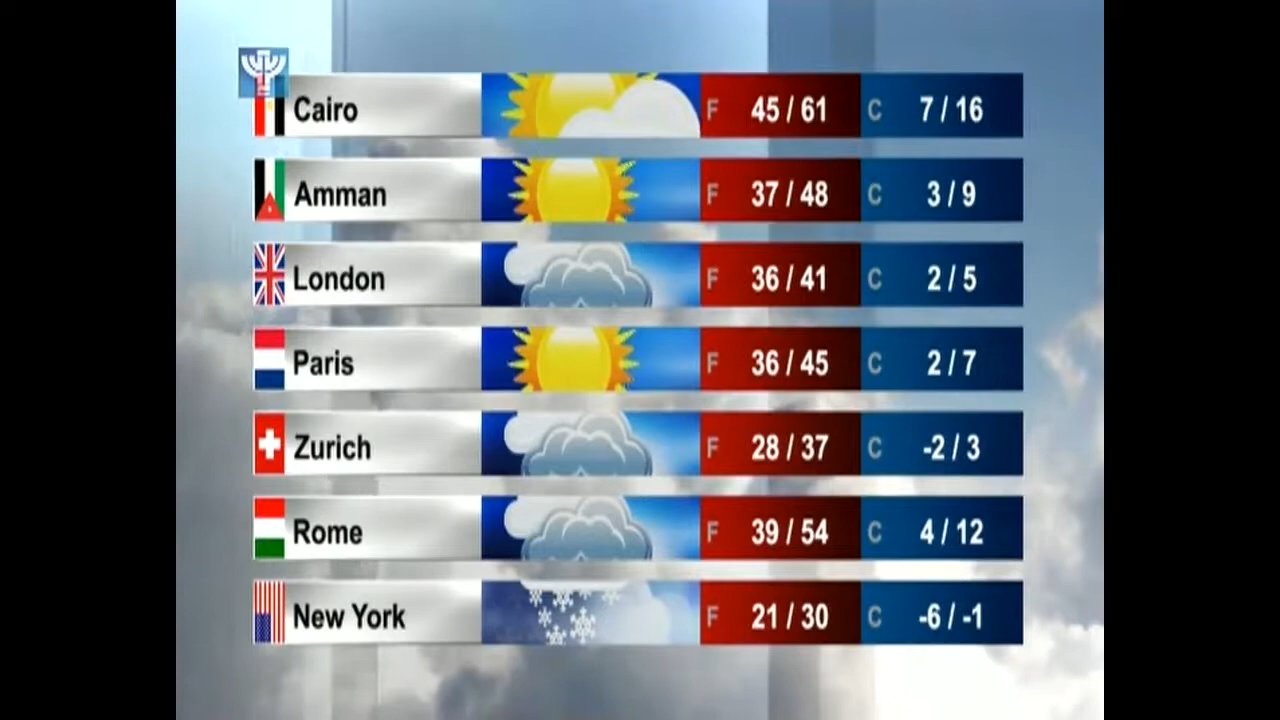 Cairo F 45 / 61 C 7 / 16
Amman F 37 / 48 C 3 / 9
London F 36 / 41 C 2 / 5
Paris F 36 / 45 C 2 / 7
Zurich F 28 / 37 C -2 / 3
Rome F 39 / 54 C 4 / 12
New York F 21 / 30 C -6 / -1